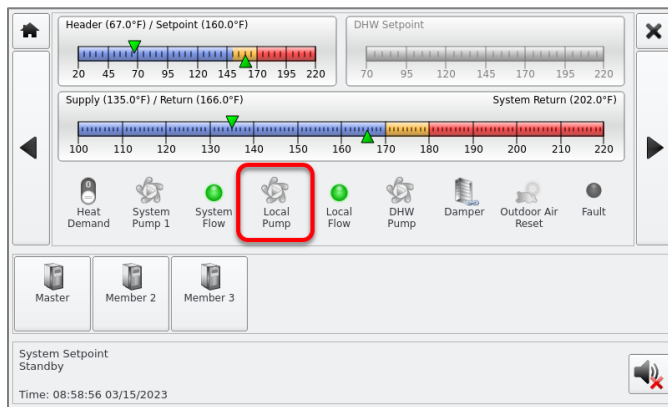 Header (67.0°F) / Setpoint (160.0°F)
DHW Setpoint
20 45 70 95 120 145 170 195 220
70 95 120 145 170 195 220
Supply (135.0°F) / Return (166.0°F)
System Return (202.0°F)
100 110 120 130 140 150 160 170 180 190 200 210 220
0
Heat Demand
System Pump 1
System Flow
Local Pump
Local Flow
DHW Pump
Damper
Outdoor Air Reset
Fault
Master
Member 2
Member 3
System Setpoint
Standby
Time: 08:58:56 03/15/2023